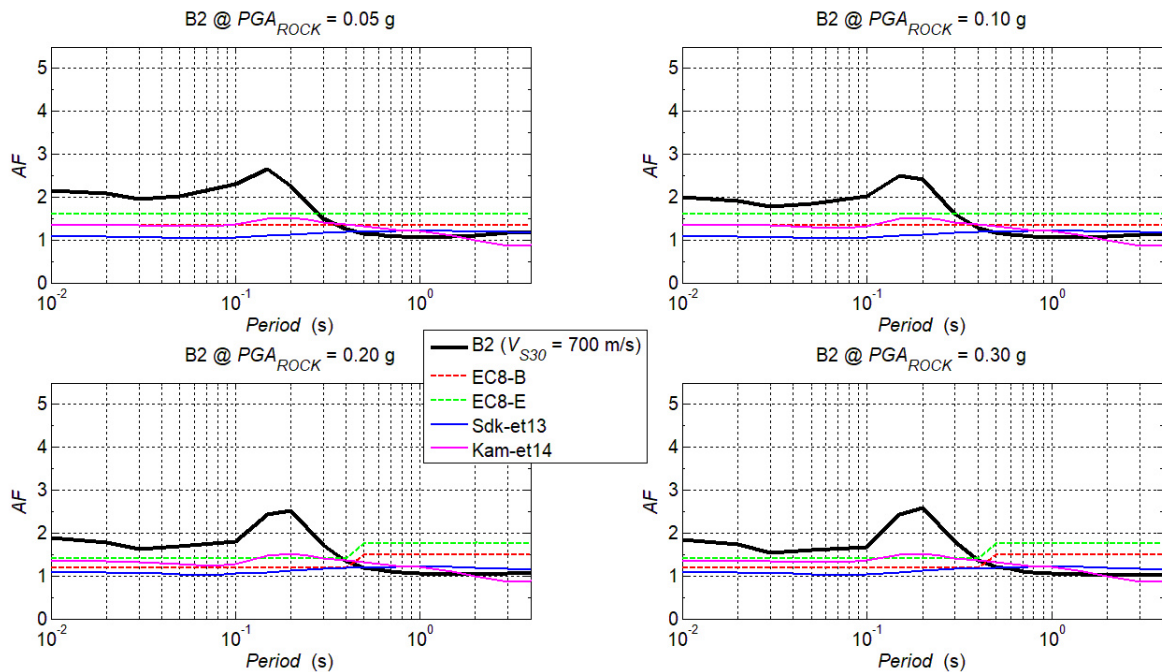 B2 @ PGA_ROCK = 0.05 g
B2 @ PGA_ROCK = 0.10 g
5
4
3
2
1
0
AF
10^-2
10^-1
10^0
Period (s)
5
4
3
2
1
0
AF
10^-2
10^-1
10^0
Period (s)
B2 @ PGA_ROCK = 0.20 g
B2 @ PGA_ROCK = 0.30 g
B2 (V_S30 = 700 m/s)
EC8-B
EC8-E
Sdk-et13
Kam-et14
5
4
3
2
1
0
AF
10^-2
10^-1
10^0
Period (s)
5
4
3
2
1
0
AF
10^-2
10^-1
10^0
Period (s)